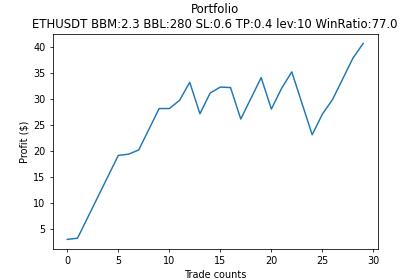 Portfolio
ETHUSDT BBM:2.3 BBL:280 SL:0.6 TP:0.4 lev:10 WinRatio:77.0
Profit ($)
40
35
30
25
20
15
10
5
0 5 10 15 20 25 30
Trade counts